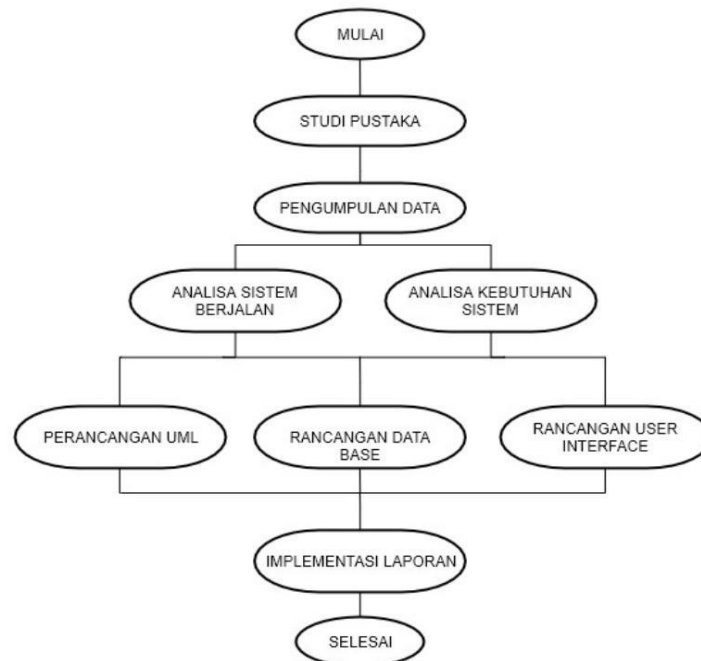 MULAI
STUDI PUSTAKA
PENGUMPULAN DATA
ANALISA SISTEM
BERJALAN
ANALISA KEBUTUHAN
SISTEM
PERANCANGAN UML
RANCANGAN DATA
BASE
RANCANGAN USER
INTERFACE
IMPLEMENTASI LAPORAN
SELESAI